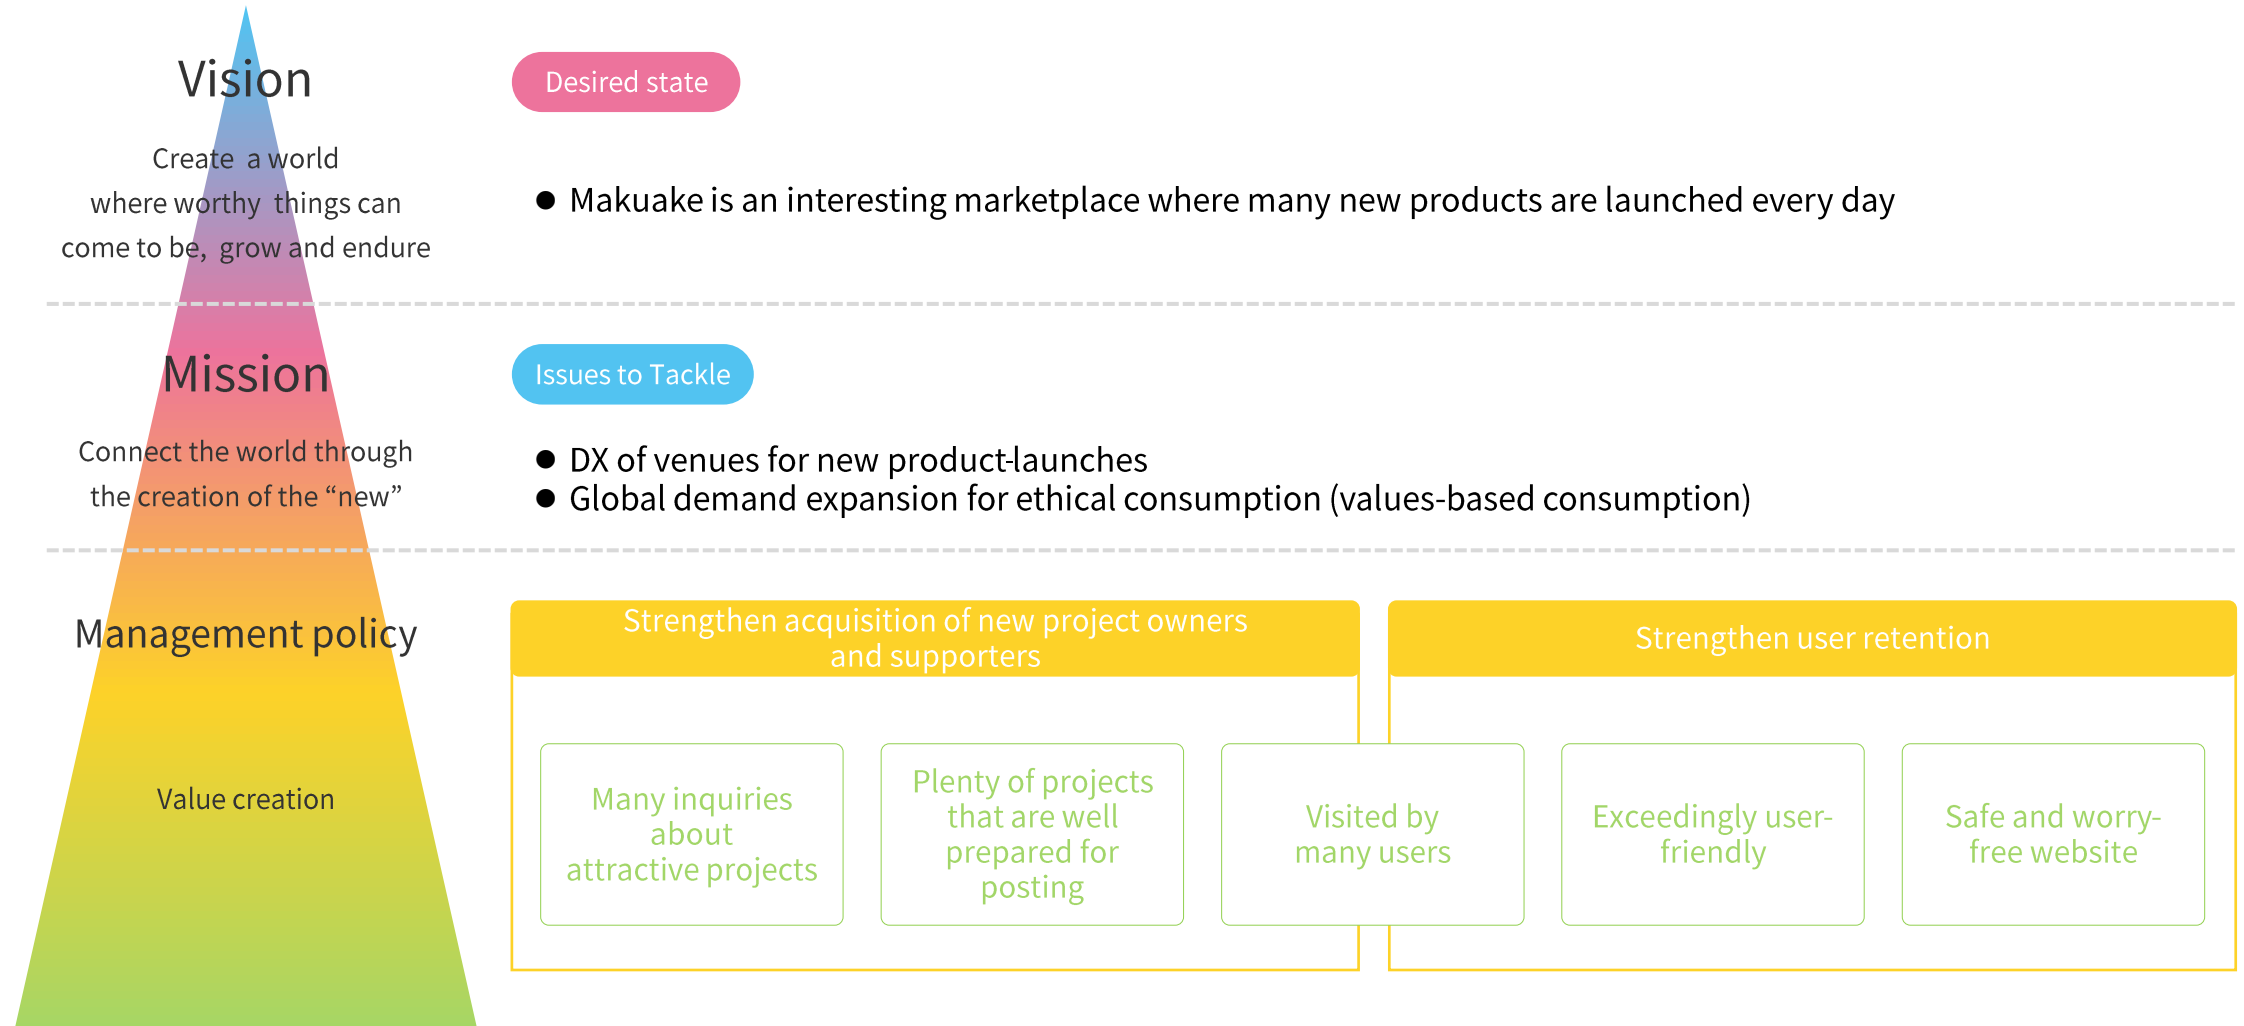 Vision
Create a world
where worthy things can
come to be, grow and endure
Desired state
● Makuake is an interesting marketplace where many new products are launched every day
Mission
Connect the world through
the creation of the “new”
Issues to Tackle
● DX of venues for new product-launches
● Global demand expansion for ethical consumption (values-based consumption)
Management policy
Value creation
Strengthen acquisition of new project owners
and supporters
Strengthen user retention
Many inquiries
about
attractive projects
Plenty of projects
that are well
prepared for
posting
Visited by
many users
Exceedingly user-
friendly
Safe and worry-
free website